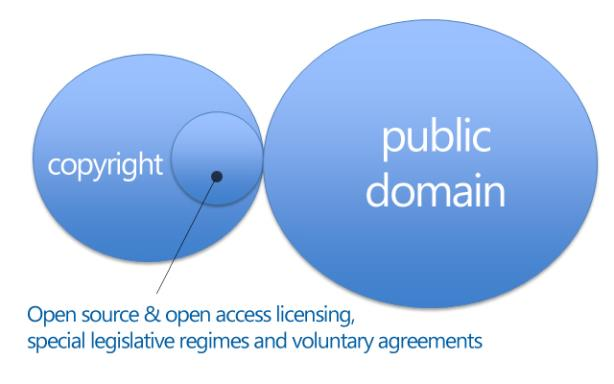 copyright
public
domain
Open source & open access licensing,
special legislative regimes and voluntary agreements